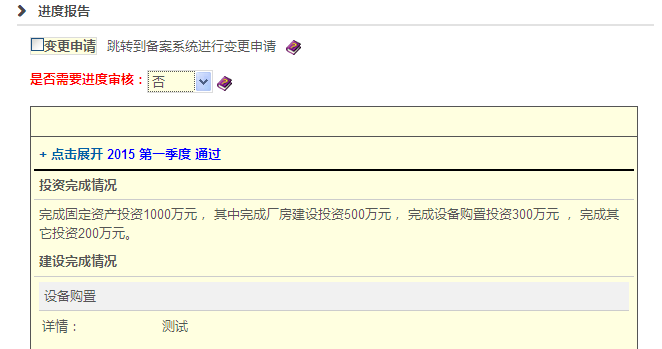 进度报告
变更申请 跳转到备案系统进行变更申请
是否需要进度审核： 否
+ 点击展开 2015 第一季度 通过
投资完成情况
完成固定资产投资1000万元 ，其中完成厂房建设投资500万元 ，完成设备购置投资300万元 ，完成其
它投资200万元。
建设完成情况
设备购置
详情： 测试